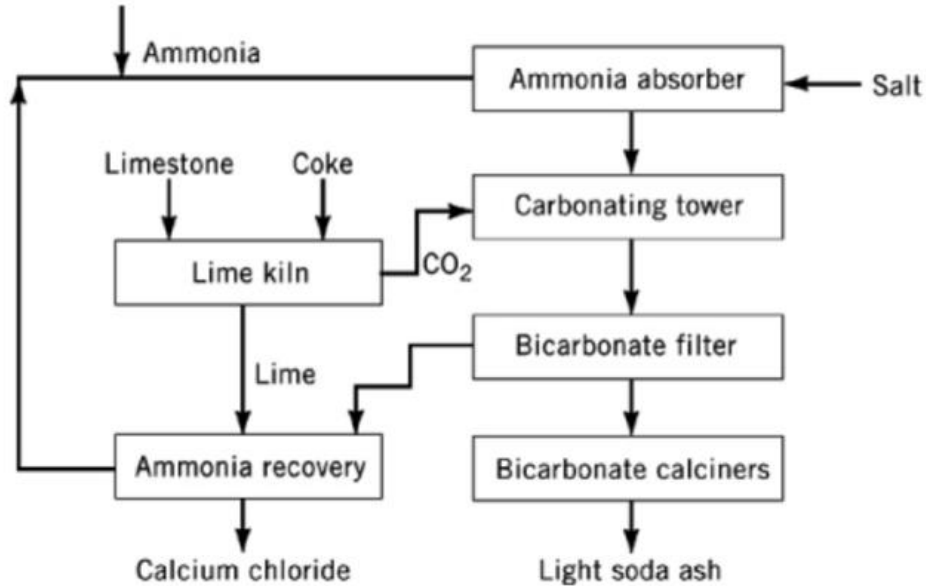 Ammonia
Ammonia absorber
Salt
Limestone
Coke
Carbonating tower
Lime kiln
CO₂
Bicarbonate filter
Lime
Ammonia recovery
Bicarbonate calciners
Calcium chloride
Light soda ash